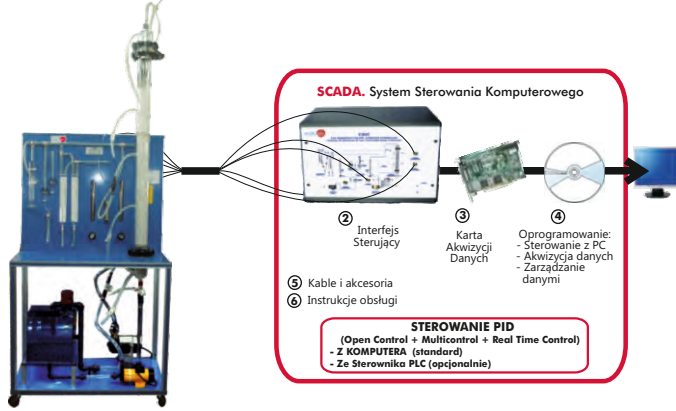 SCADA. System Sterowania Komputerowego
2
Interfejs
Sterujący
3
Karta
Akwizycji
Danych
4
Oprogramowanie:
- Sterowanie z PC
- Akwizycja danych
- Zarządzanie
danymi
5 Kable i akcesoria
6 Instrukcje obsługi
STEROWANIE PID
(Open Control + Multicontrol + Real Time Control)
- Z KOMPUTERA (standard)
- Ze Sterownika PLC (opcjonalnie)